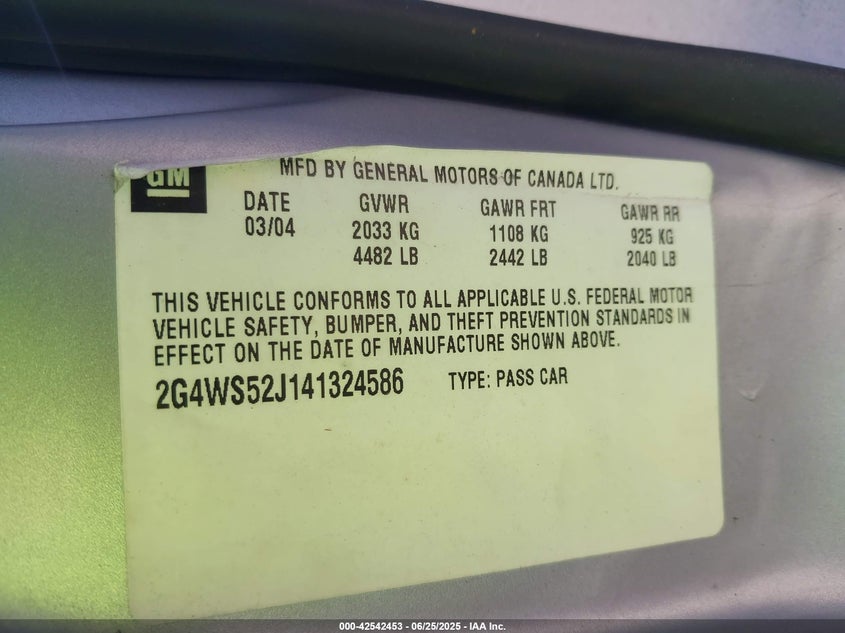 GM
MFD BY GENERAL MOTORS OF CANADA LTD.
DATE GVWR GAWR FRT GAWR RR
03/04 2033 KG 1108 KG 925 KG
4482 LB 2442 LB 2040 LB
THIS VEHICLE CONFORMS TO ALL APPLICABLE U.S. FEDERAL MOTOR
VEHICLE SAFETY, BUMPER, AND THEFT PREVENTION STANDARDS IN
EFFECT ON THE DATE OF MANUFACTURE SHOWN ABOVE.
2G4WS52J141324586 TYPE: PASS CAR
000-42542453 - 06/25/2025 - IAA Inc.